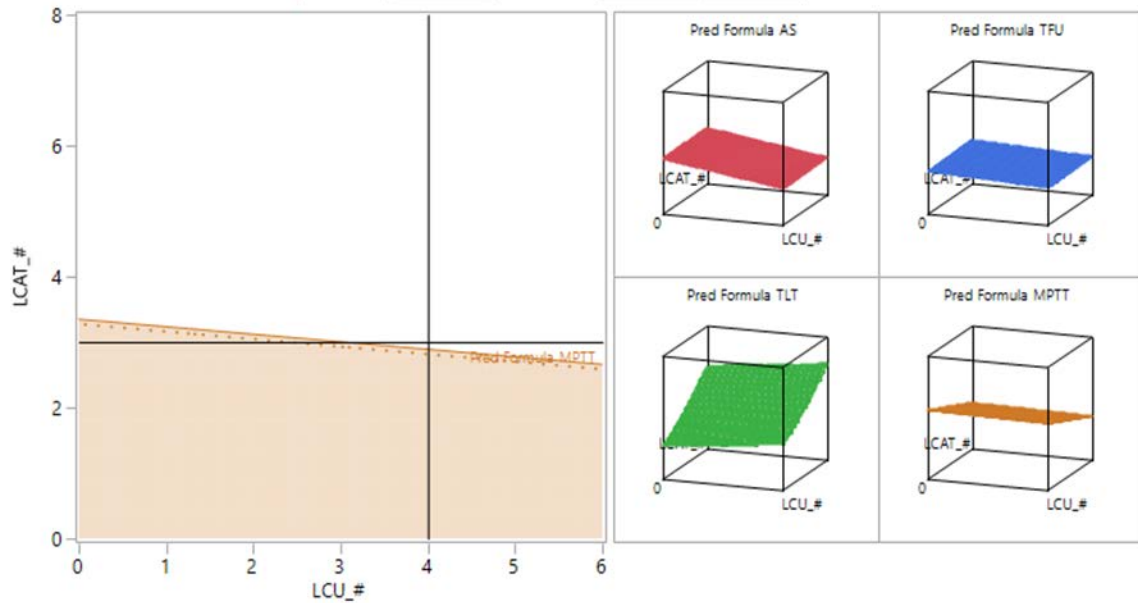 8
6
4
2
0
LCAT_#
Pred Formula MPTT
0
1
2
3
4
5
6
LCU_#
Pred Formula AS
LCAT_#
0
LCU_#
Pred Formula TFU
LCAT_#
0
LCU_#
Pred Formula TLT
0
LCU_#
Pred Formula MPTT
LCAT_#
0
LCU_#